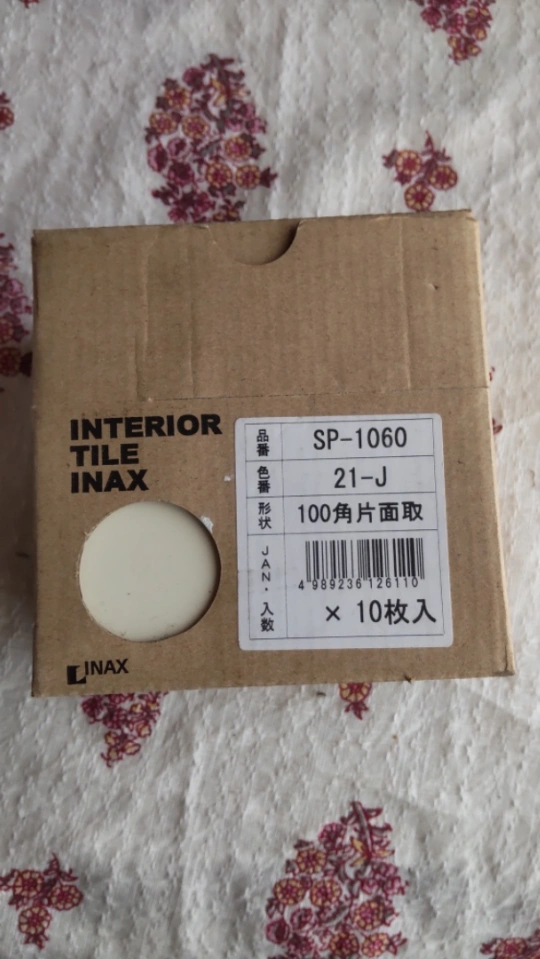 INTERIOR
TILE
INAX
品番 SP-1060
色番 21-J
形状 100角片面取
JAN・入数 4 989236 126110
× 10枚入
INAX